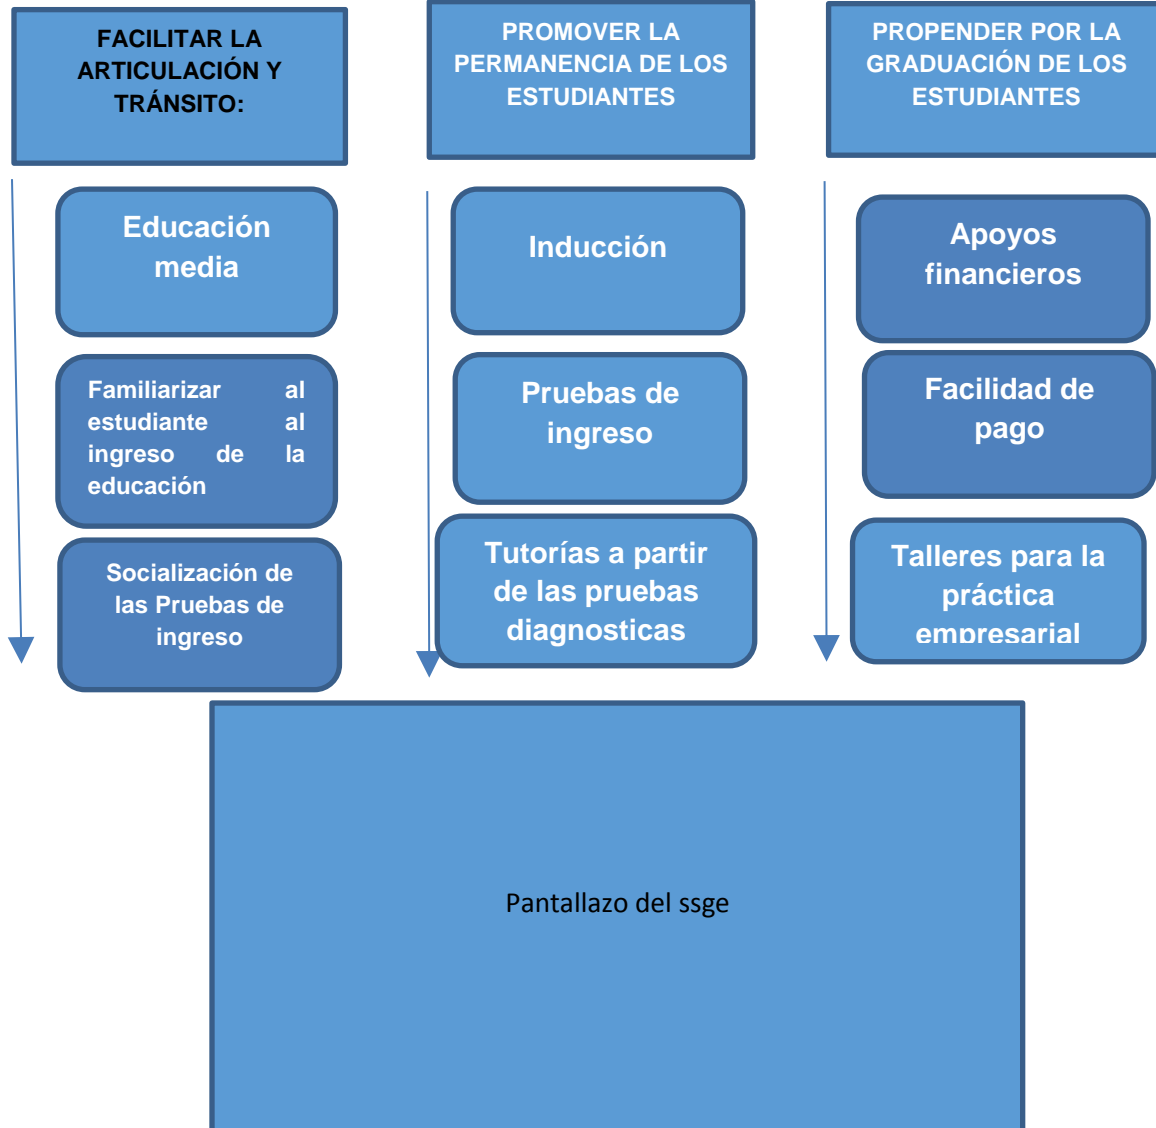 FACILITAR LA
ARTICULACIÓN Y
TRÁNSITO:
Educación
media
Familiarizar al
estudiante al
ingreso de la
educación
Socialización de
las Pruebas de
ingreso
PROMOVER LA
PERMANENCIA DE LOS
ESTUDIANTES
Inducción
Pruebas de
ingreso
Tutorías a partir
de las pruebas
diagnosticas
PROPENDER POR LA
GRADUACIÓN DE LOS
ESTUDIANTES
Apoyos
financieros
Facilidad de
pago
Talleres para la
práctica
empresarial
Pantallazo del ssge